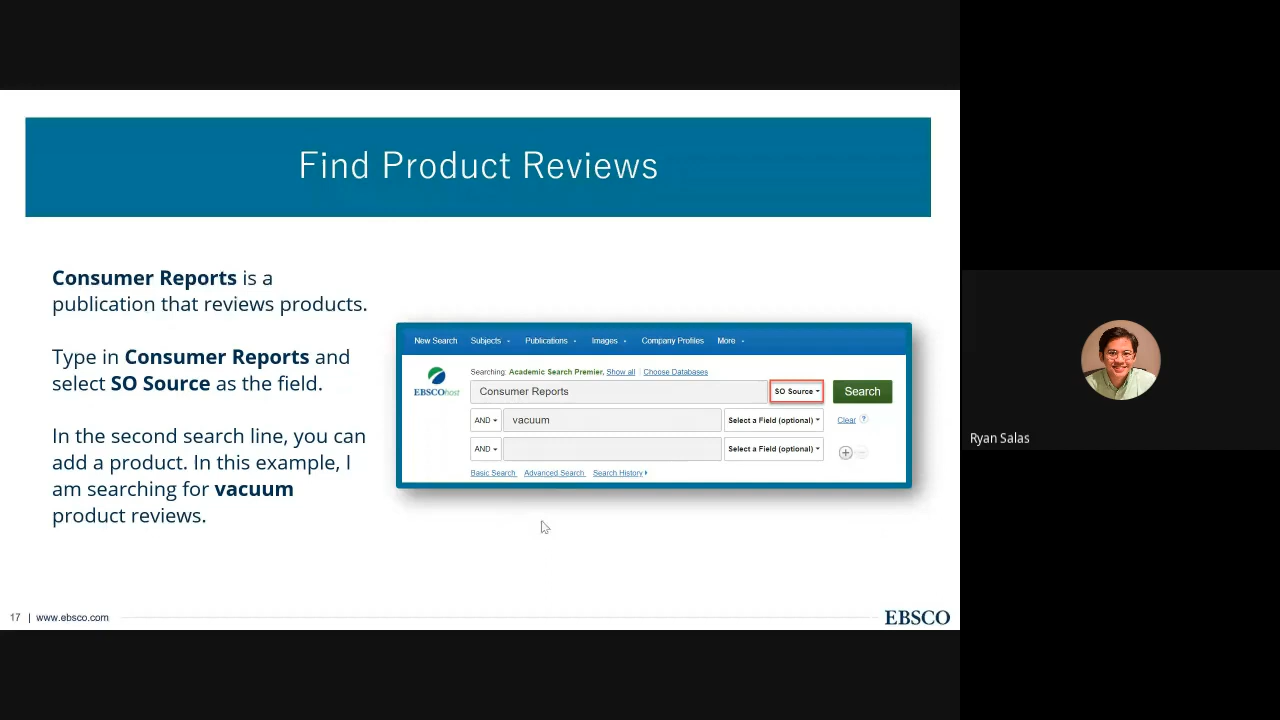 Find Product Reviews
Consumer Reports is a
publication that reviews products.
Type in Consumer Reports and
select SO Source as the field.
In the second search line, you can
add a product. In this example, I
am searching for vacuum
product reviews.
New Search Subjects Publications Images Company Profiles More
Searching: Academic Search Premier, Show all | Choose Databases
EBSCOhost
Consumer Reports SO Source Search
AND vacuum Select a Field (optional) Clear ?
AND Select a Field (optional) + −
Basic Search Advanced Search Search History
17 | www.ebsco.com
EBSCO
Ryan Salas